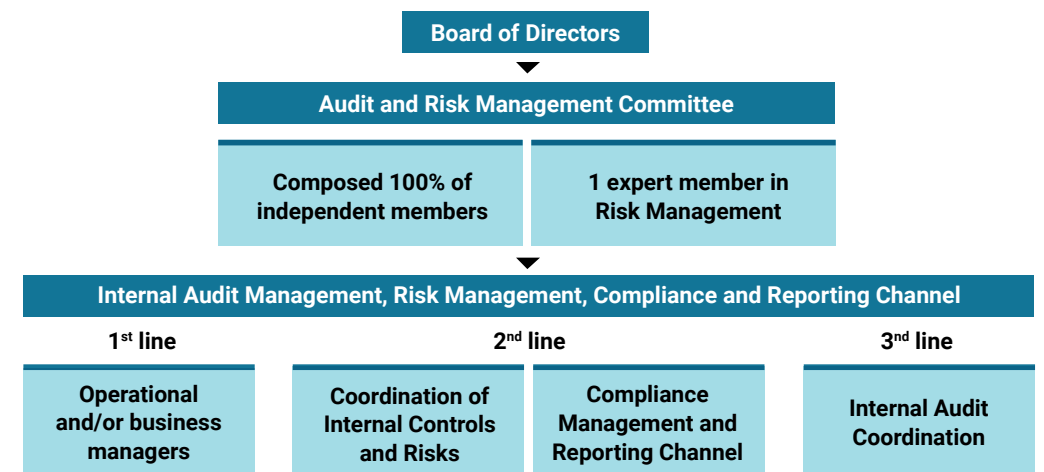 Board of Directors
Audit and Risk Management Committee
Composed 100% of
independent members
1 expert member in
Risk Management
Internal Audit Management, Risk Management, Compliance and Reporting Channel
1st line
2nd line
3rd line
Operational
and/or business
managers
Coordination of
Internal Controls
and Risks
Compliance
Management and
Reporting Channel
Internal Audit
Coordination